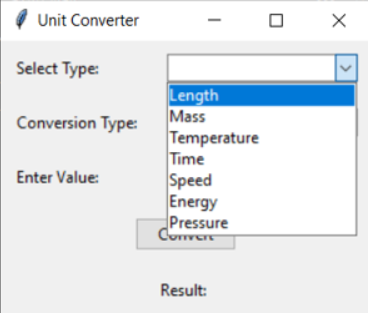 Unit Converter
Select Type:
Length
Mass
Conversion Type:
Temperature
Time
Enter Value:
Speed
Energy
Pressure
Convert
Result: